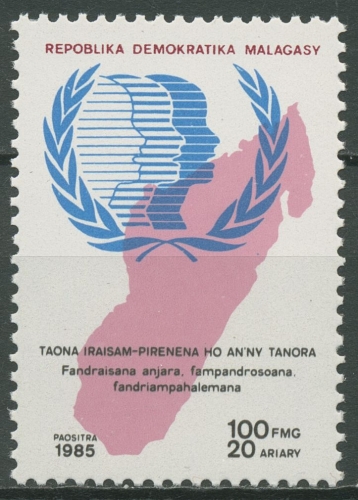 REPOBLIKA DEMOKRATIKA MALAGASY
TAONA IRAISAM-PIRENENA HO AN'NY TANORA
Fandraisana anjara, fampandrosoana,
fandriampahalemana
PAOSITRA
1985
100 FMG
20 ARIARY